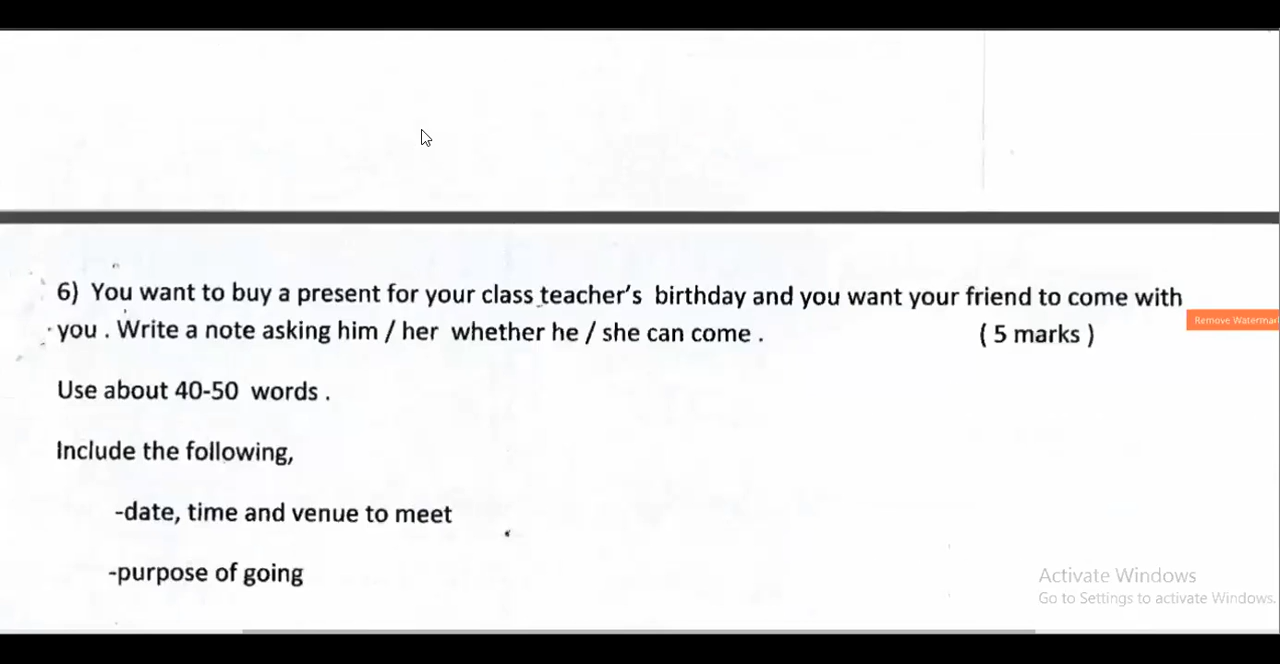 6) You want to buy a present for your class teacher's birthday and you want your friend to come with
you . Write a note asking him / her whether he / she can come . ( 5 marks )
Remove Watermark
Use about 40-50 words .
Include the following,
-date, time and venue to meet
-purpose of going
Activate Windows
Go to Settings to activate Windows.